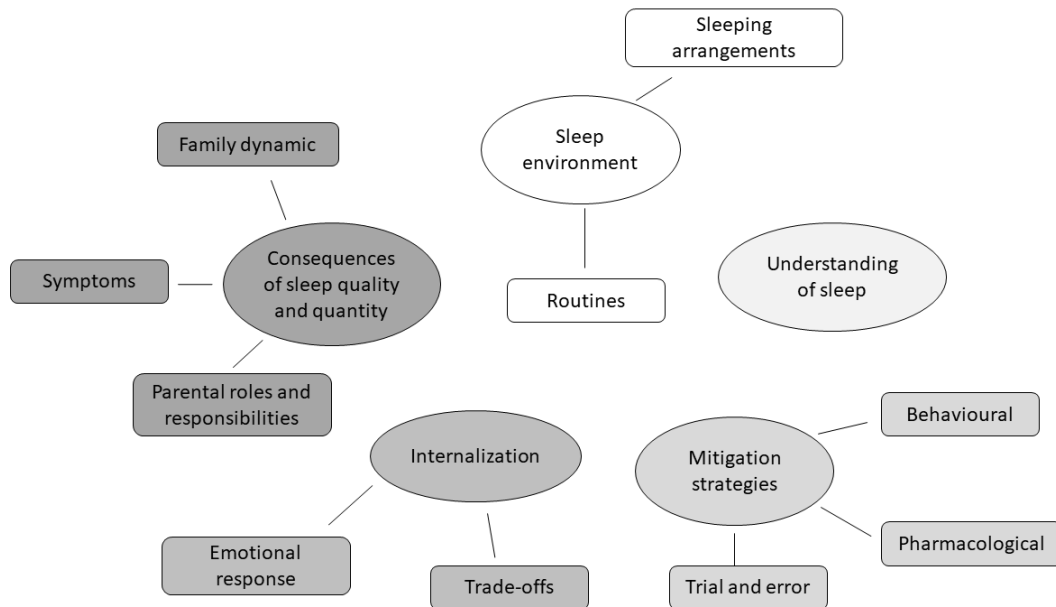 Sleeping
arrangements
Sleep
environment
Family dynamic
Consequences
of sleep quality
and quantity
Symptoms
Understanding
of sleep
Routines
Parental roles and
responsibilities
Behavioural
Internalization
Mitigation
strategies
Pharmacological
Emotional
response
Trade-offs
Trial and error